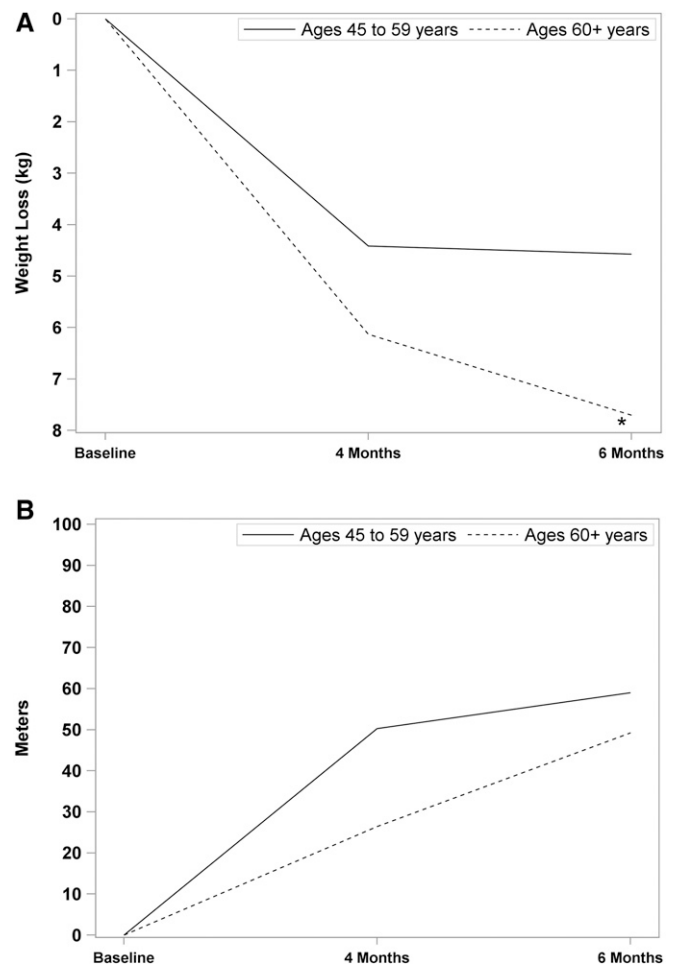 A
Ages 45 to 59 years Ages 60+ years
Weight Loss (kg)
0
1
2
3
4
5
6
7
8
*
Baseline 4 Months 6 Months
B
Ages 45 to 59 years Ages 60+ years
Meters
100
90
80
70
60
50
40
30
20
10
0
Baseline 4 Months 6 Months